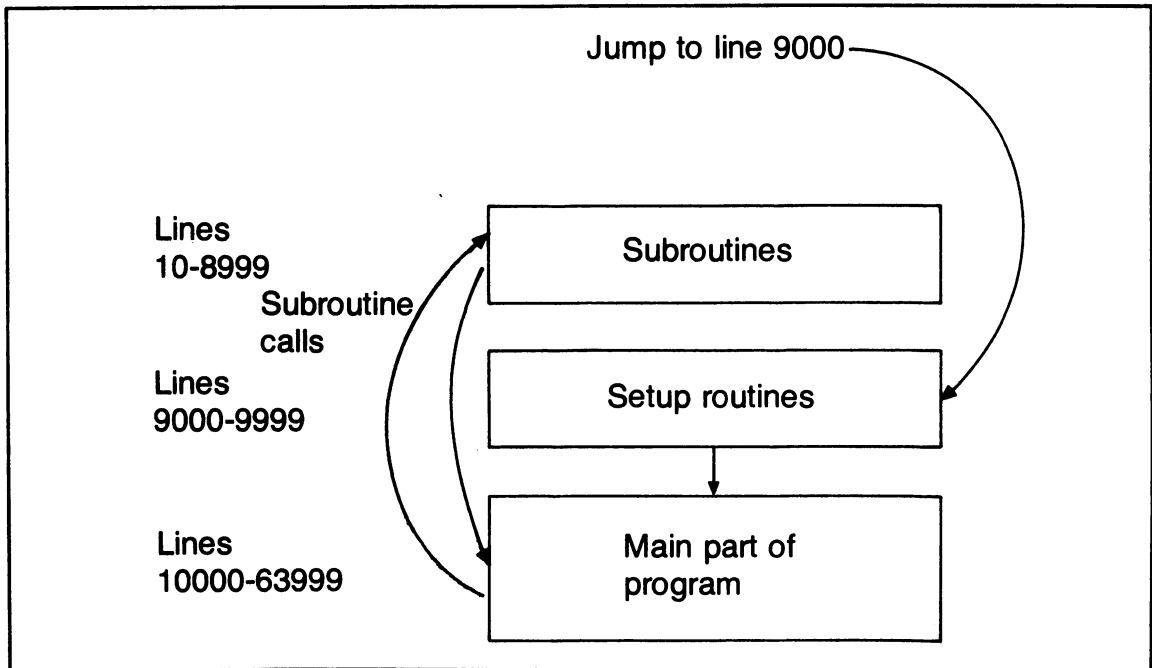 Jump to line 9000
Lines
10-8999
Subroutines
Subroutine
calls
Lines
9000-9999
Setup routines
Lines
10000-63999
Main part of
program